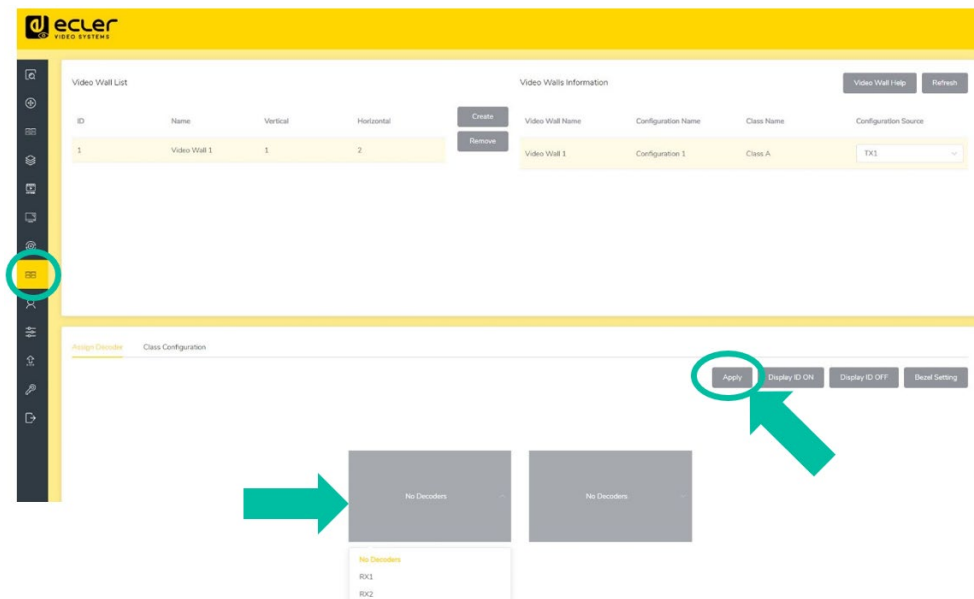 ecler
VIDEO SYSTEMS
Video Wall List
Video Walls Information
Video Wall Help
Refresh
ID
Name
Vertical
Horizontal
Create
Video Wall Name
Configuration Name
Class Name
Configuration Source
Remove
1
Video Wall 1
1
2
Video Wall 1
Configuration 1
Class A
TX1
Assign Decoder
Class Configuration
Apply
Display ID ON
Display ID OFF
Bezel Setting
No Decoders
No Decoders
No Decoders
RX1
RX2